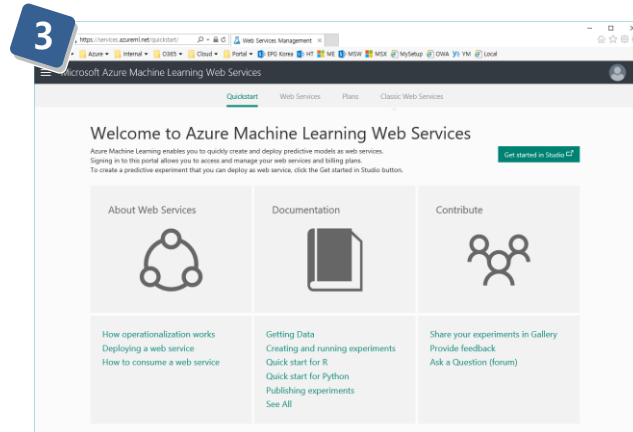 3
https://services.azureml.net/quickstart/
Web Services Management
Azure
Internal
O365
Cloud
Portal
EPG Korea
HT
ME
MSW
MSX
MySetup
OWA
YM
Local
Microsoft Azure Machine Learning Web Services
Quickstart Web Services Plans Classic Web Services
Welcome to Azure Machine Learning Web Services
Azure Machine Learning enables you to quickly create and deploy predictive models as web services.
Signing in to this portal allows you to access and manage your web services and billing plans.
To create a predictive experiment that you can deploy as web service, click the Get started in Studio button.
Get started in Studio
About Web Services
Documentation
Contribute
How operationalization works
Deploying a web service
How to consume a web service
Getting Data
Creating and running experiments
Quick start for R
Quick start for Python
Publishing experiments
See All
Share your experiments in Gallery
Provide feedback
Ask a Question (forum)